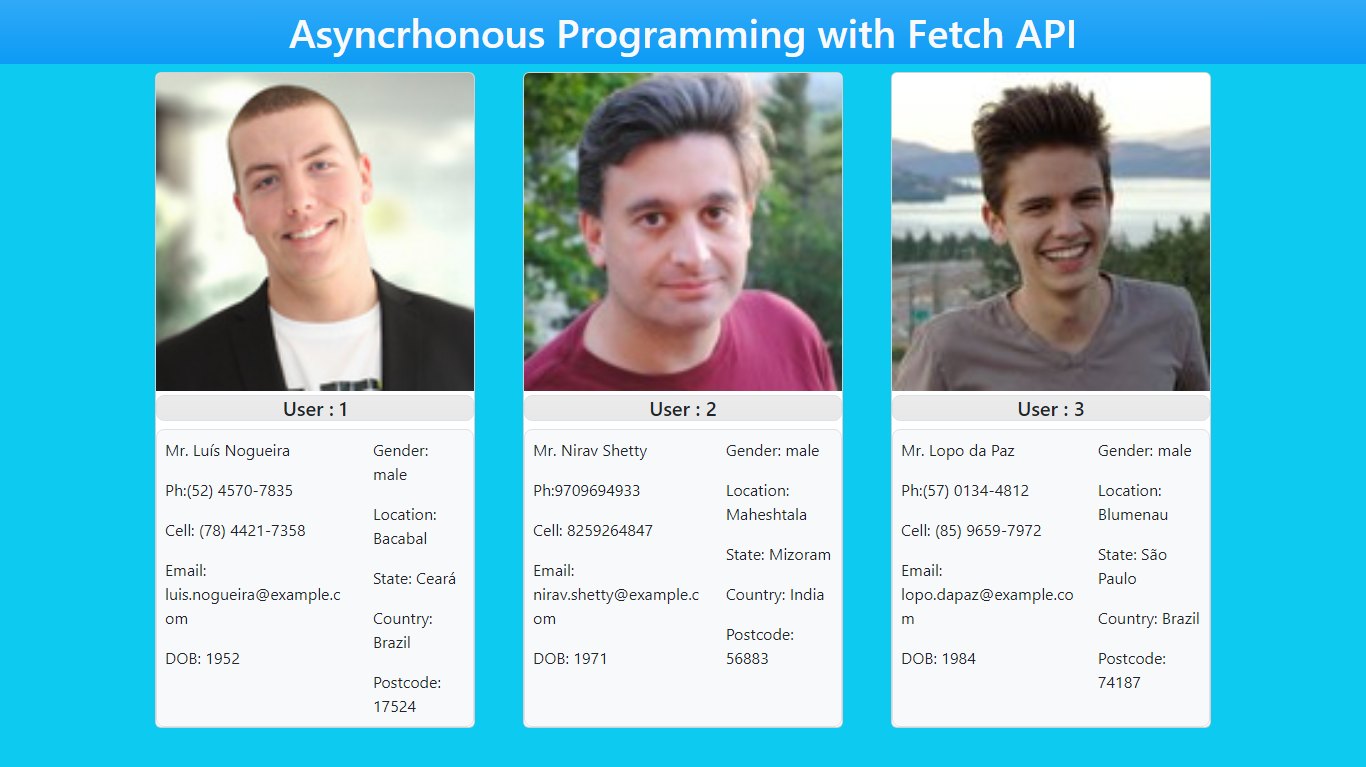 Asyncrhonous Programming with Fetch API
User : 1
Mr. Luís Nogueira
Ph:(52) 4570-7835
Cell: (78) 4421-7358
Email:
luis.nogueira@example.c
om
DOB: 1952
Gender:
male
Location:
Bacabal
State: Ceará
Country:
Brazil
Postcode:
17524
User : 2
Mr. Nirav Shetty
Ph:9709694933
Cell: 8259264847
Email:
nirav.shetty@example.c
om
DOB: 1971
Gender: male
Location:
Maheshtala
State: Mizoram
Country: India
Postcode:
56883
User : 3
Mr. Lopo da Paz
Ph:(57) 0134-4812
Cell: (85) 9659-7972
Email:
lopo.dapaz@example.co
m
DOB: 1984
Gender: male
Location:
Blumenau
State: São
Paulo
Country: Brazil
Postcode:
74187